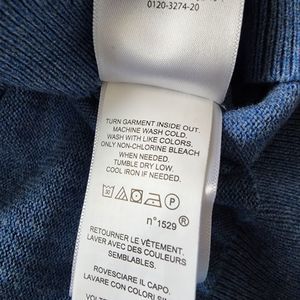 0120-3274-20
TURN GARMENT INSIDE OUT.
MACHINE WASH COLD.
WASH WITH LIKE COLORS.
ONLY NON-CHLORINE BLEACH
WHEN NEEDED.
TUMBLE DRY LOW.
COOL IRON IF NEEDED.
30 P
n°1529 ®
RETOURNER LE VÊTEMENT.
LAVER AVEC DES COULEURS
SEMBLABLES.
ROVESCIARE IL CAPO.
LAVARE CON COLORI